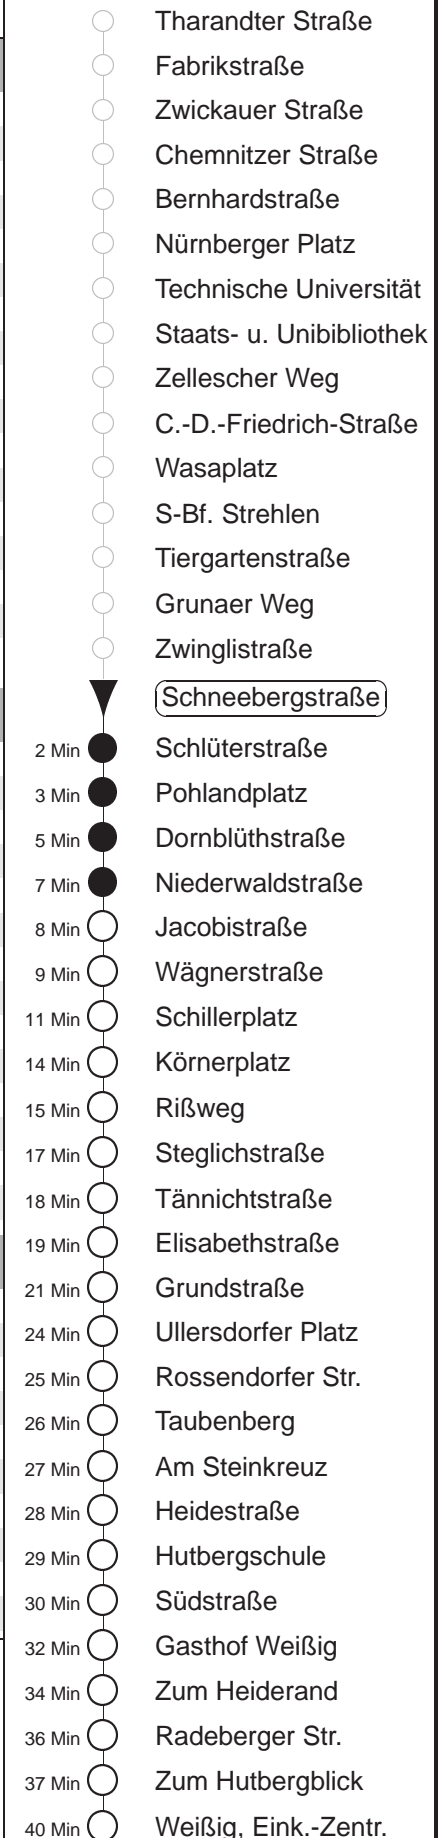 Tharandter Straße
Fabrikstraße
Zwickauer Straße
Chemnitzer Straße
Bernhardstraße
Nürnberger Platz
Technische Universität
Staats- u. Unibibliothek
Zellescher Weg
C.-D.-Friedrich-Straße
Wasaplatz
S-Bf. Strehlen
Tiergartenstraße
Grunaer Weg
Zwinglistraße
Schneebergstraße
2 Min Schlüterstraße
3 Min Pohlandplatz
5 Min Dornblüthstraße
7 Min Niederwaldstraße
8 Min Jacobistraße
9 Min Wägnerstraße
11 Min Schillerplatz
14 Min Körnerplatz
15 Min Rißweg
17 Min Steglichstraße
18 Min Tännichtstraße
19 Min Elisabethstraße
21 Min Grundstraße
24 Min Ullersdorfer Platz
25 Min Rossendorfer Str.
26 Min Taubenberg
27 Min Am Steinkreuz
28 Min Heidestraße
29 Min Hutbergschule
30 Min Südstraße
32 Min Gasthof Weißig
34 Min Zum Heiderand
36 Min Radeberger Str.
37 Min Zum Hutbergblick
40 Min Weißig, Eink.-Zentr.